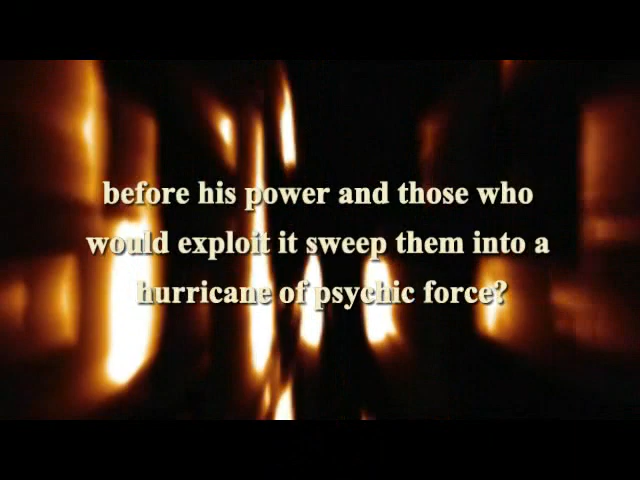 before his power and those who
would exploit it sweep them into a
hurricane of psychic force?